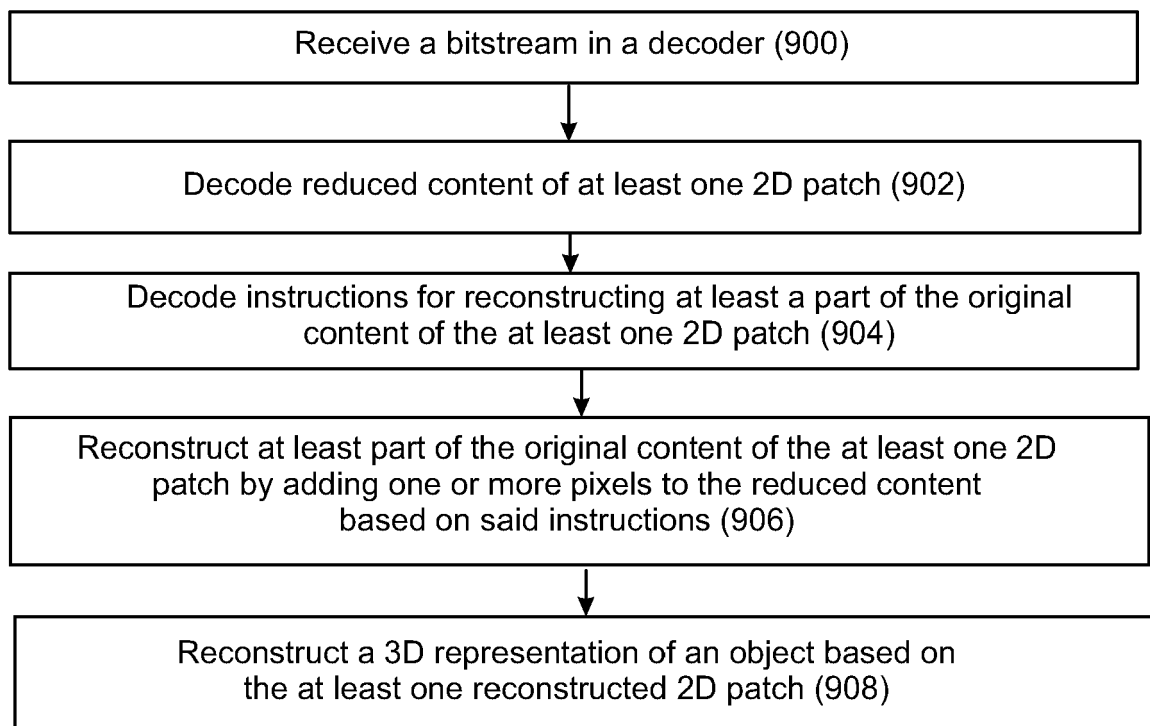 Receive a bitstream in a decoder (900)
Decode reduced content of at least one 2D patch (902)
Decode instructions for reconstructing at least a part of the original
content of the at least one 2D patch (904)
Reconstruct at least part of the original content of the at least one 2D
patch by adding one or more pixels to the reduced content
based on said instructions (906)
Reconstruct a 3D representation of an object based on
the at least one reconstructed 2D patch (908)